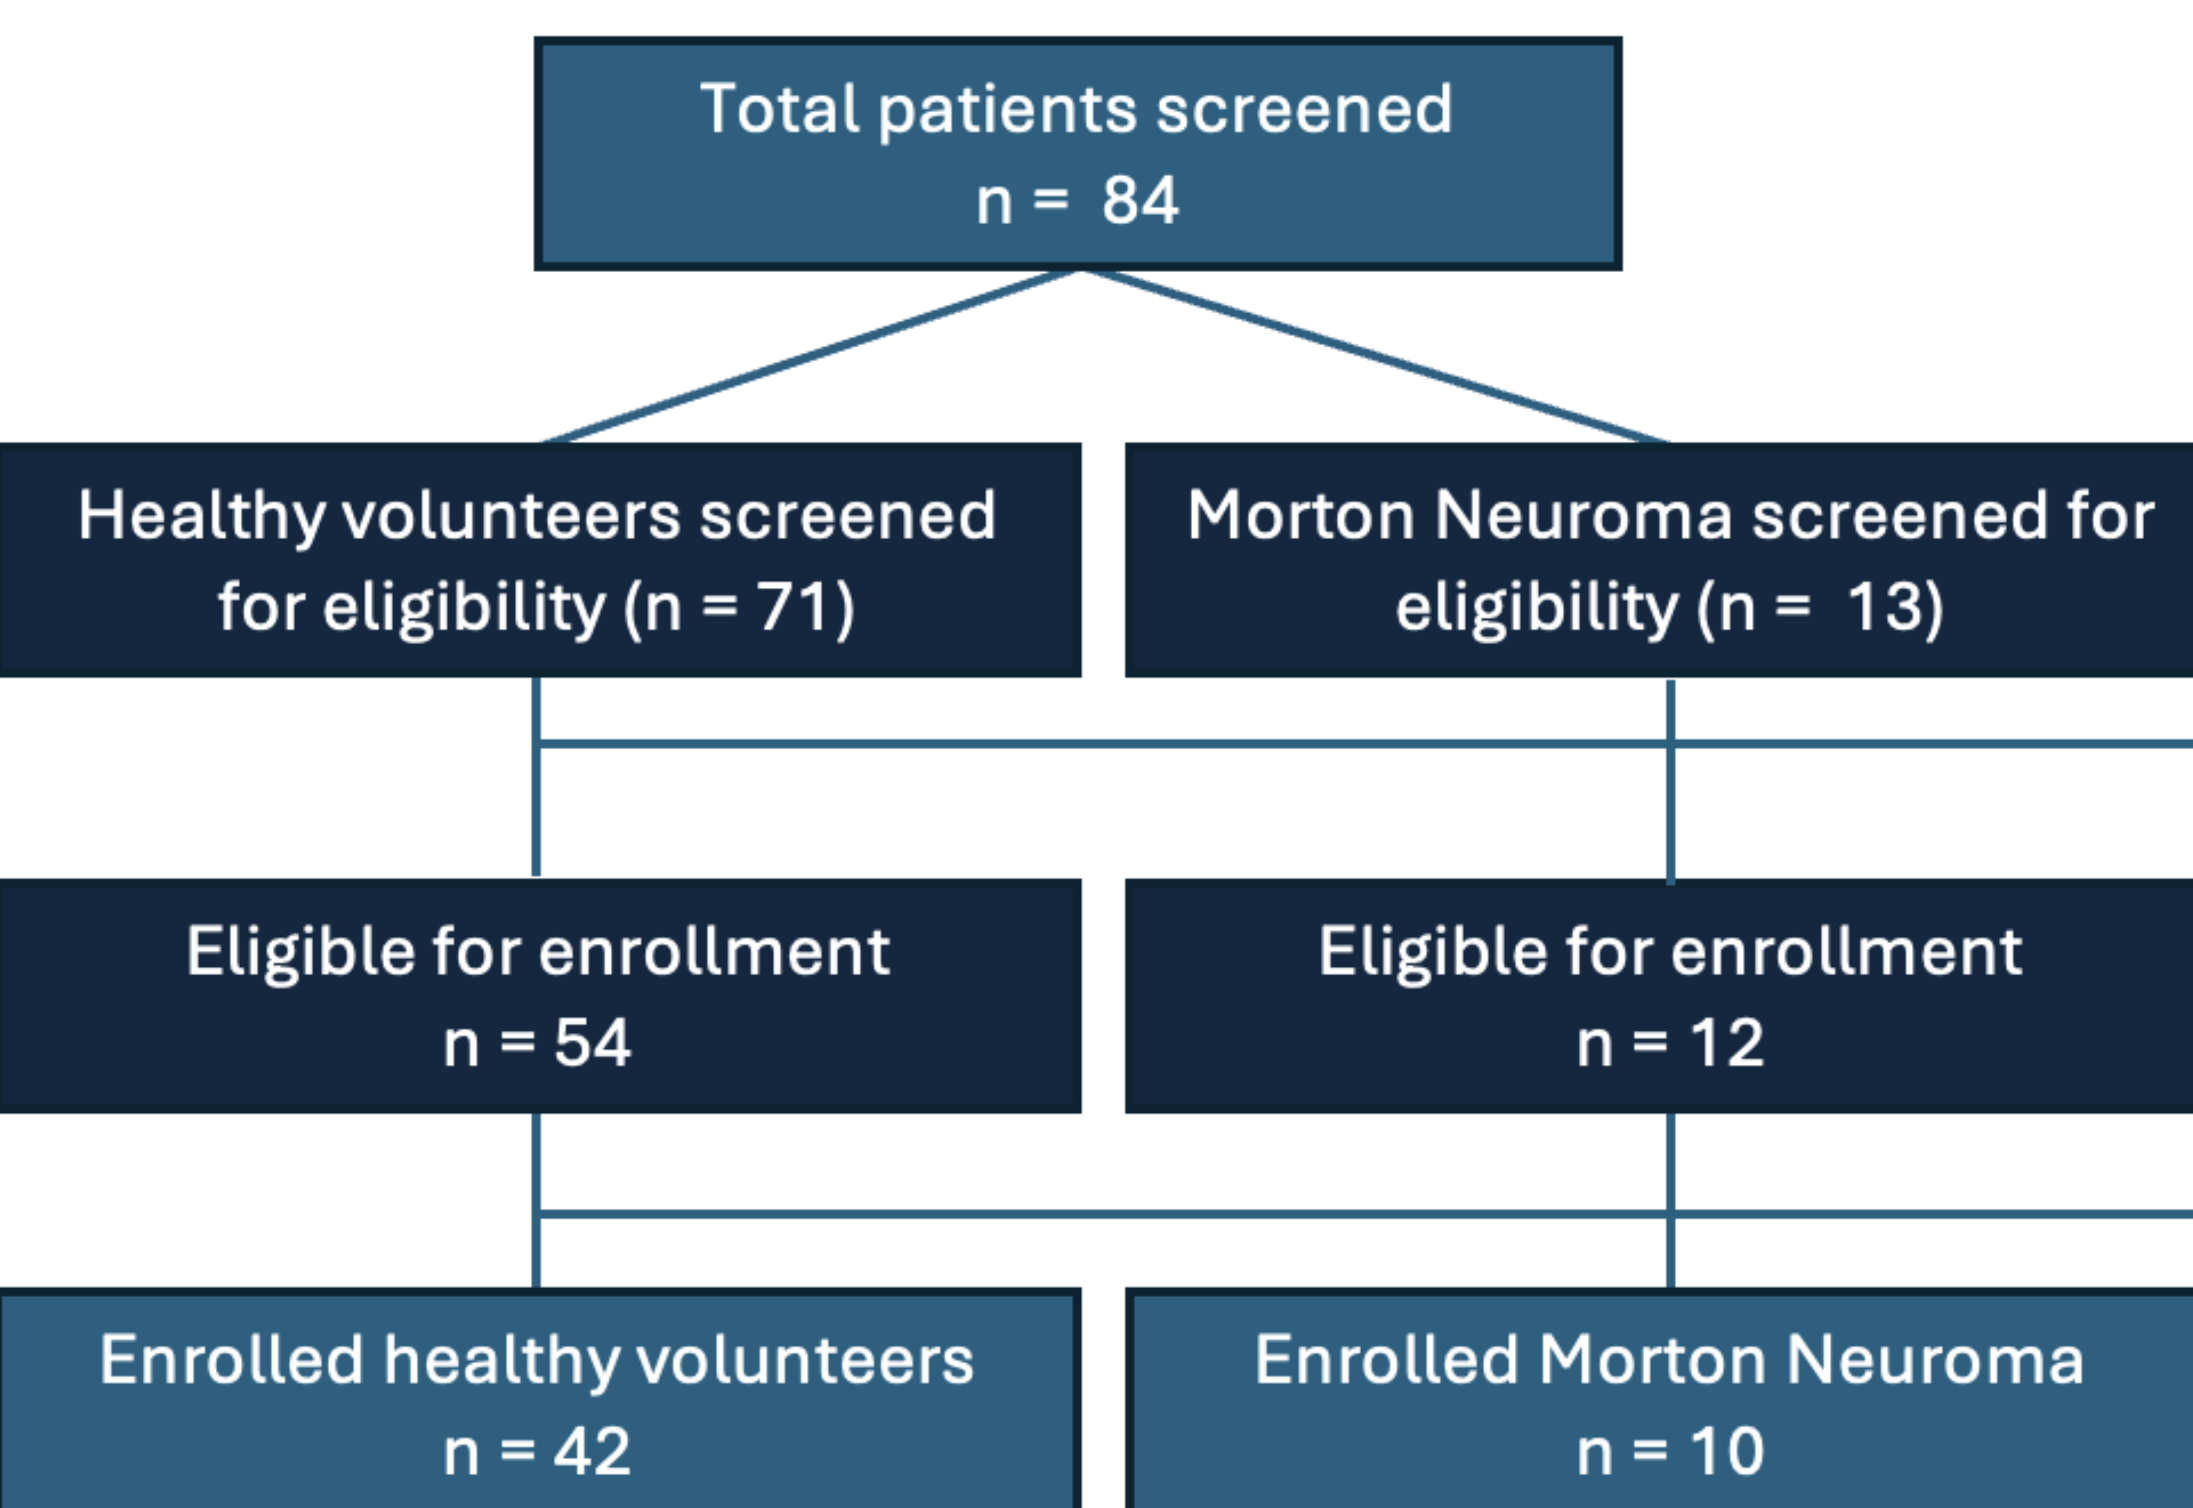 Total patients screened
n =  84
Healthy volunteers screened
for eligibility (n = 71)
Morton Neuroma screened for
eligibility (n =  13)
Eligible for enrollment
n = 54
Eligible for enrollment
n = 12
Enrolled healthy volunteers
n = 42
Enrolled Morton Neuroma
n = 10